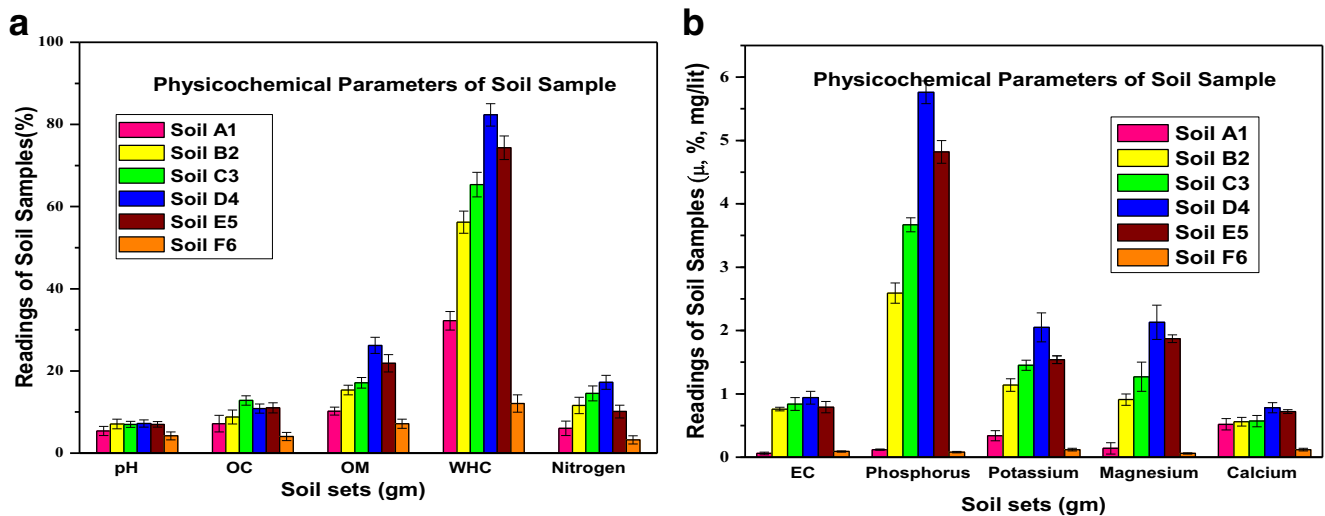 a
Physicochemical Parameters of Soil Sample
Readings of Soil Samples(%)
100
80
60
40
20
0
Soil A1
Soil B2
Soil C3
Soil D4
Soil E5
Soil F6
pH OC OM WHC Nitrogen
Soil sets (gm)
b
Physicochemical Parameters of Soil Sample
Readings of Soil Samples (μ, %, mg/lit)
6
5
4
3
2
1
0
Soil A1
Soil B2
Soil C3
Soil D4
Soil E5
Soil F6
EC Phosphorus Potassium Magnesium Calcium
Soil sets (gm)